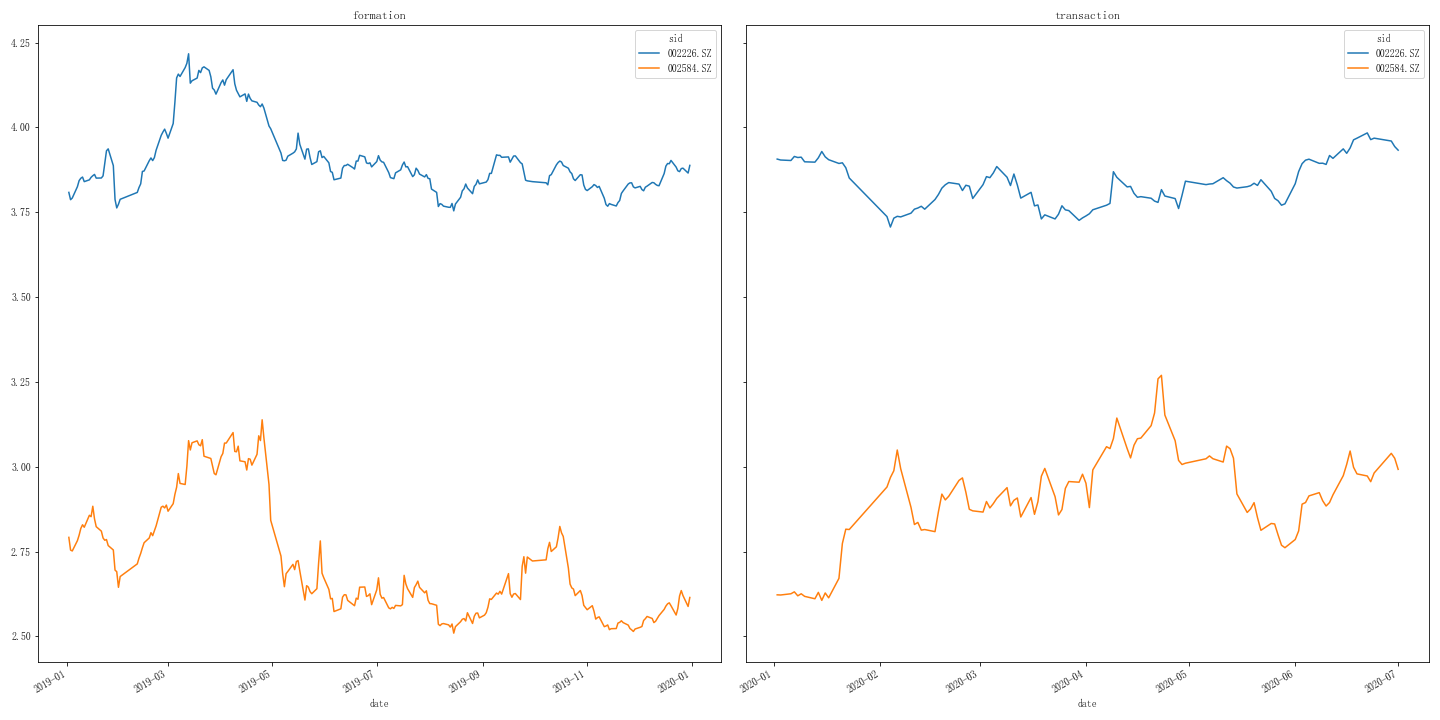 formation
sid
002226.SZ
002584.SZ
4.25
4.00
3.75
3.50
3.25
3.00
2.75
2.50
2019-01
2019-03
2019-05
2019-07
2019-09
2019-11
2020-01
date
transaction
sid
002226.SZ
002584.SZ
2020-01
2020-02
2020-03
2020-04
2020-05
2020-06
2020-07
date